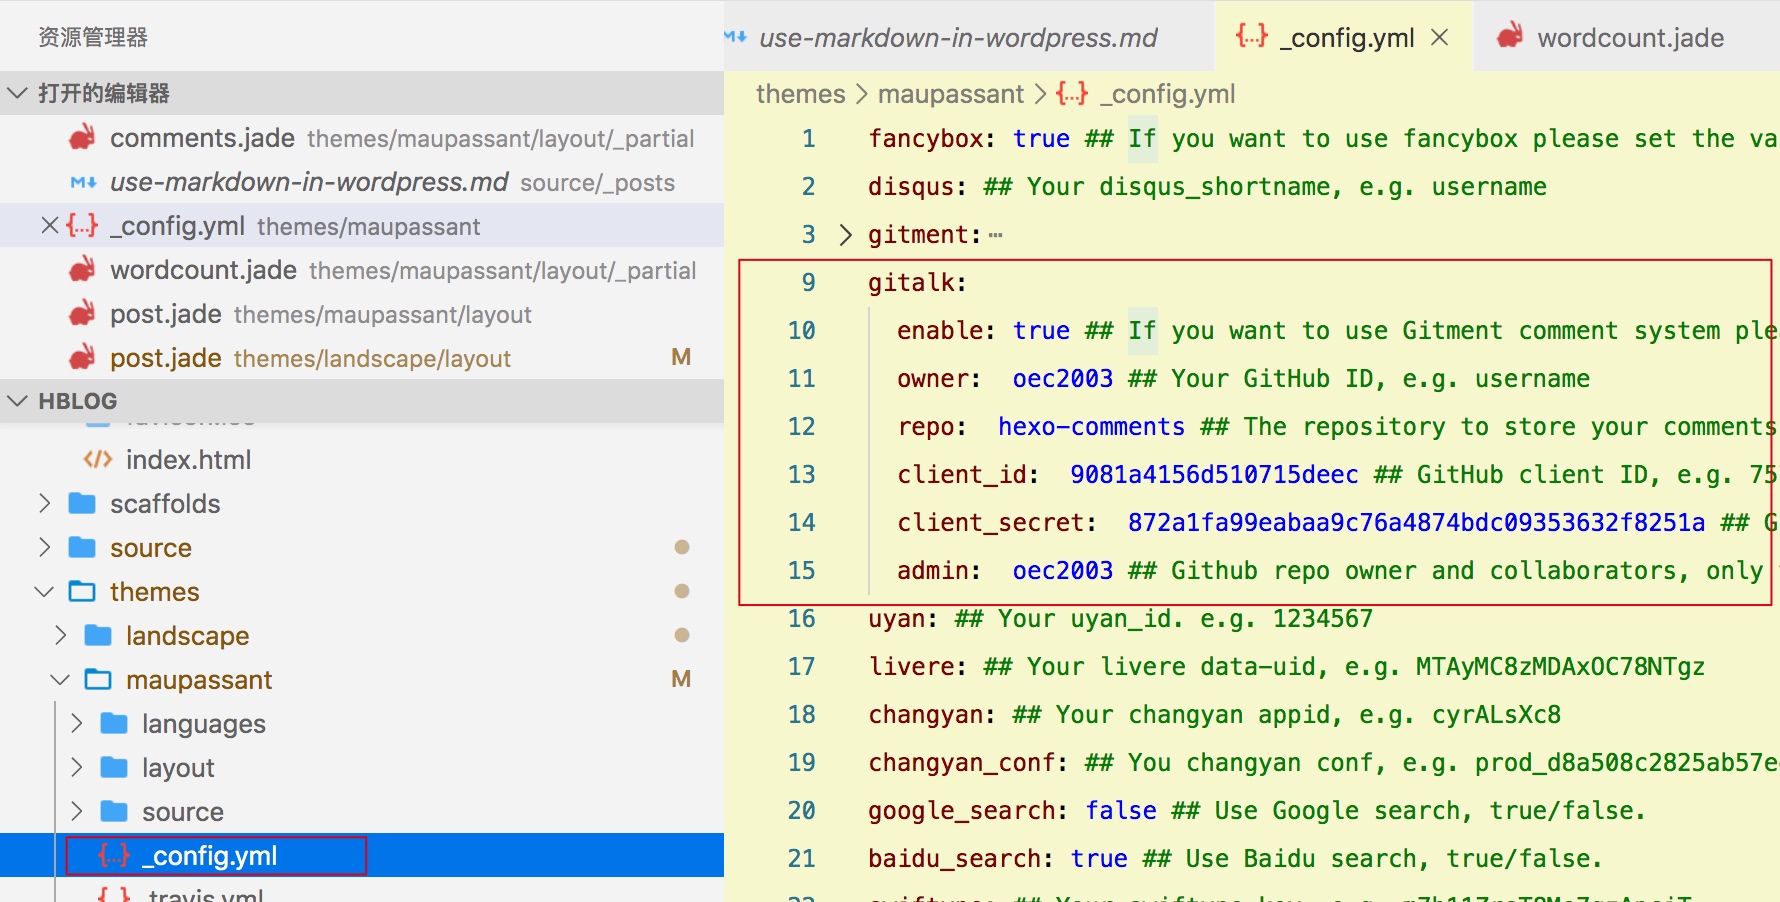 资源管理器
打开的编辑器
comments.jade themes/maupassant/layout/_partial
use-markdown-in-wordpress.md source/_posts
_config.yml themes/maupassant
wordcount.jade themes/maupassant/layout/_partial
post.jade themes/maupassant/layout
post.jade themes/landscape/layout M
HBLOG
index.html
scaffolds
source
themes
landscape
maupassant M
languages
layout
source
_config.yml
.travis.yml
use-markdown-in-wordpress.md
_config.yml
wordcount.jade
themes > maupassant > {..} _config.yml
1 fancybox: true ## If you want to use fancybox please set the va
2 disqus: ## Your disqus_shortname, e.g. username
3 gitment:…
9 gitalk:
10 enable: true ## If you want to use Gitment comment system ple
11 owner: oec2003 ## Your GitHub ID, e.g. username
12 repo: hexo-comments ## The repository to store your comments
13 client_id: 9081a4156d510715deec ## GitHub client ID, e.g. 75
14 client_secret: 872a1fa99eabaa9c76a4874bdc09353632f8251a ## G
15 admin: oec2003 ## Github repo owner and collaborators, only
16 uyan: ## Your uyan_id. e.g. 1234567
17 livere: ## Your livere data-uid, e.g. MTAyMC8zMDAxOC78NTgz
18 changyan: ## Your changyan appid, e.g. cyrALsXc8
19 changyan_conf: ## You changyan conf, e.g. prod_d8a508c2825ab57e
20 google_search: false ## Use Google search, true/false.
21 baidu_search: true ## Use Baidu search, true/false.